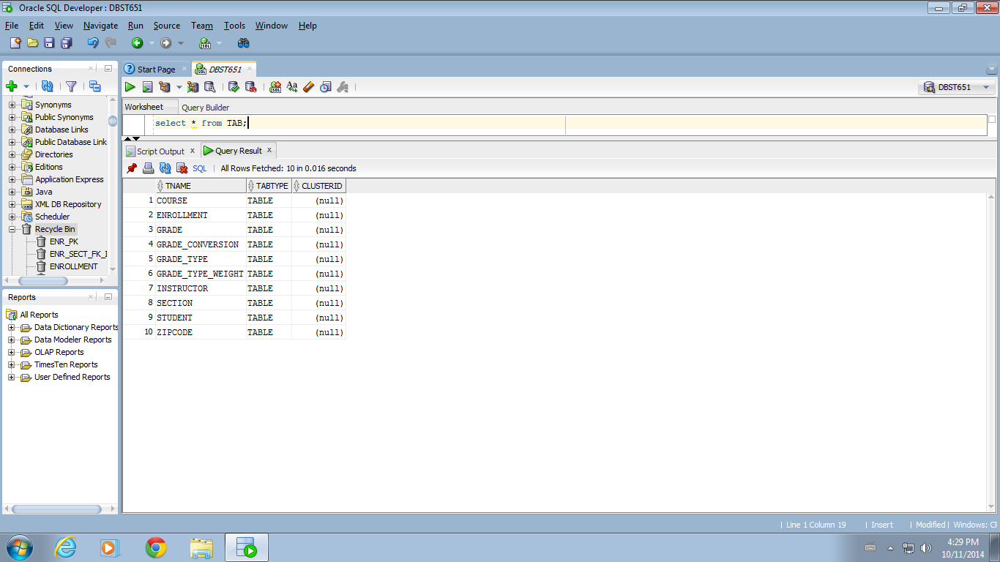 Oracle SQL Developer : DBST651
File Edit View Navigate Run Source Team Tools Window Help
Connections
Synonyms
Public Synonyms
Database Links
Public Database Link
Directories
Editions
Application Express
Java
XML DB Repository
Scheduler
Recycle Bin
ENR_PK
ENR_SECT_FK_I
ENROLLMENT
Reports
All Reports
Data Dictionary Reports
Data Modeler Reports
OLAP Reports
TimesTen Reports
User Defined Reports
Start Page DBST651
DBST651
Worksheet Query Builder
select * from TAB;
Script Output Query Result
SQL All Rows Fetched: 10 in 0.016 seconds
TNAME TABTYPE CLUSTERID
1 COURSE TABLE (null)
2 ENROLLMENT TABLE (null)
3 GRADE TABLE (null)
4 GRADE_CONVERSION TABLE (null)
5 GRADE_TYPE TABLE (null)
6 GRADE_TYPE_WEIGHT TABLE (null)
7 INSTRUCTOR TABLE (null)
8 SECTION TABLE (null)
9 STUDENT TABLE (null)
10 ZIPCODE TABLE (null)
Line 1 Column 19 Insert Modified Windows: CF
4:29 PM
10/11/2014